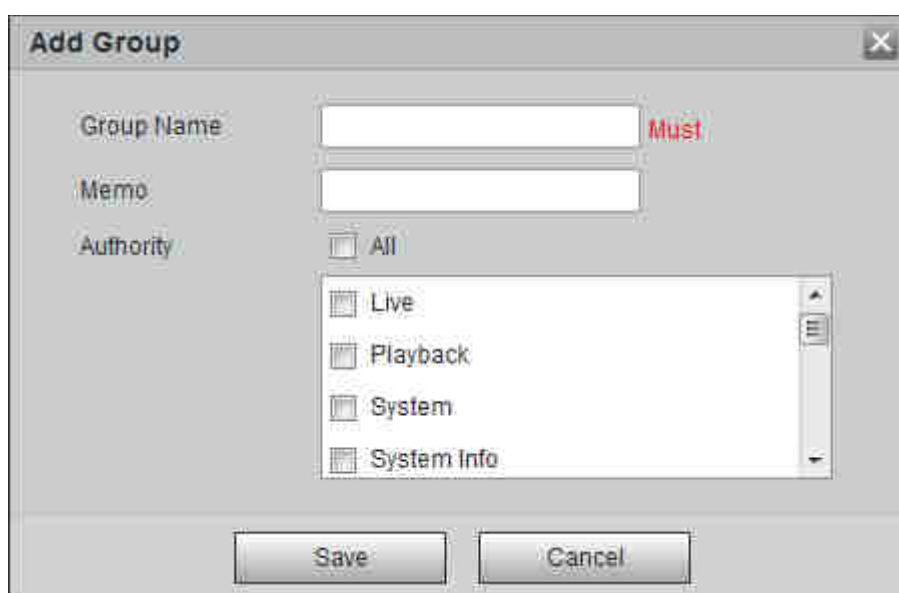 Add Group
Group Name Must
Memo
Authority All
Live
Playback
System
System Info
Save Cancel